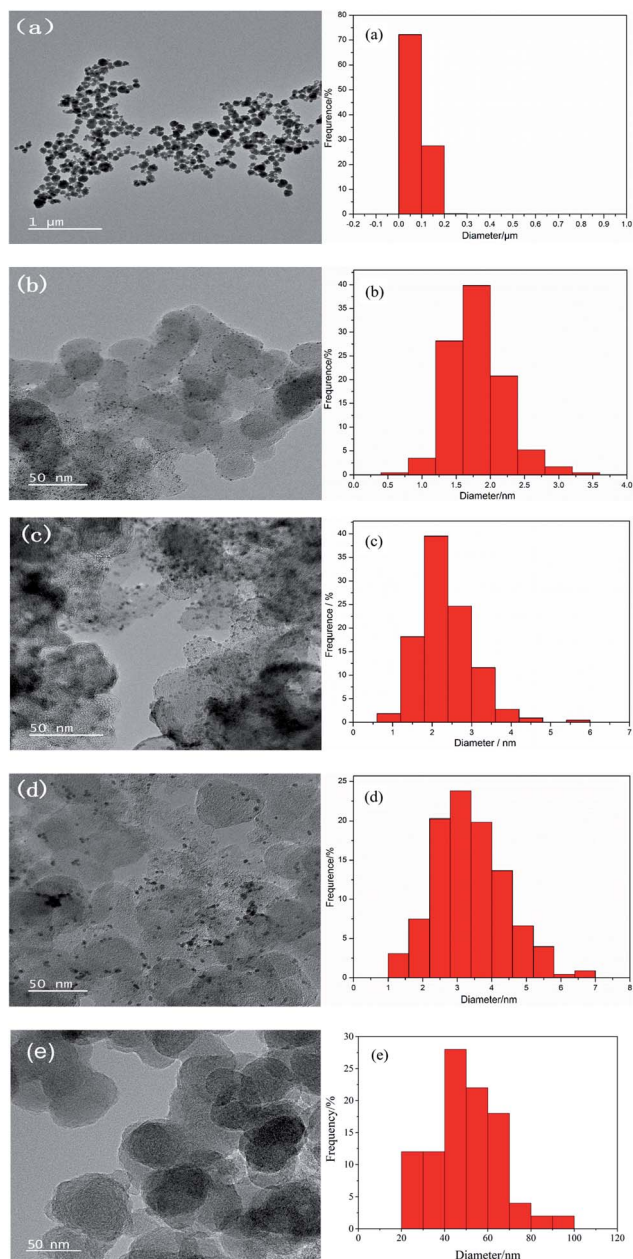 (a)
1 µm
(a)
Frequrence/%
80
70
60
50
40
30
20
10
0
-0.2 -0.1 0.0 0.1 0.2 0.3 0.4 0.5 0.6 0.7 0.8 0.9 1.0
Diameter/µm
(b)
50 nm
(b)
Frequrence/%
40
35
30
25
20
15
10
5
0
0.0 0.5 1.0 1.5 2.0 2.5 3.0 3.5 4.0
Diameter/nm
(c)
50 nm
(c)
Frequrence / %
40
35
30
25
20
15
10
5
0
0 1 2 3 4 5 6 7
Diameter / nm
(d)
50 nm
(d)
Frequrence/%
25
20
15
10
5
0
0 1 2 3 4 5 6 7 8
Diameter/nm
(e)
50 nm
(e)
Frequency/%
30
25
20
15
10
5
0
0 20 40 60 80 100 120
Diameter/nm